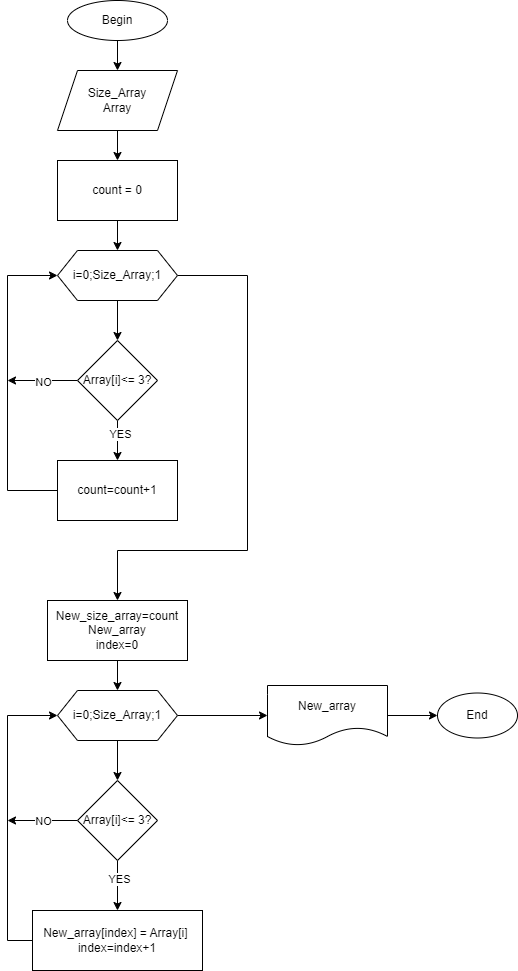 Begin
Size_Array
Array
count = 0
i=0;Size_Array;1
Array[i]<= 3?
NO
YES
count=count+1
New_size_array=count
New_array
index=0
i=0;Size_Array;1
New_array
End
Array[i]<= 3?
NO
YES
New_array[index] = Array[i]
index=index+1